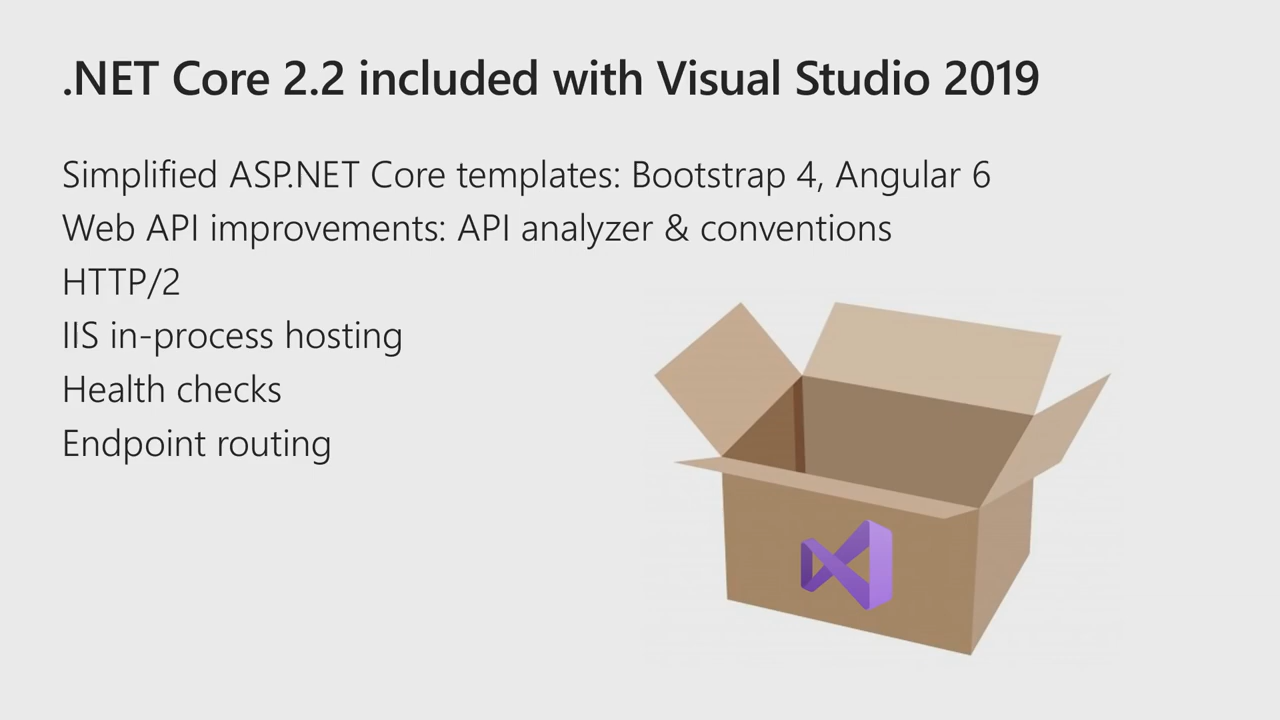 .NET Core 2.2 included with Visual Studio 2019
Simplified ASP.NET Core templates: Bootstrap 4, Angular 6
Web API improvements: API analyzer & conventions
HTTP/2
IIS in-process hosting
Health checks
Endpoint routing